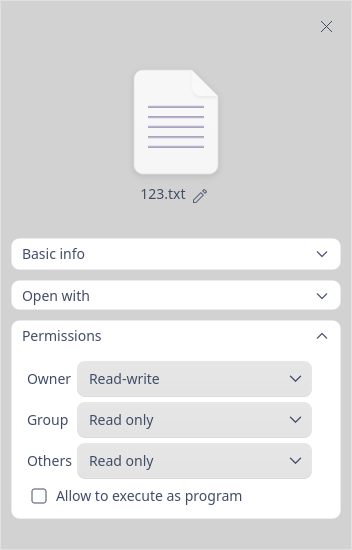 123.txt
Basic info
Open with
Permissions
Owner Read-write
Group Read only
Others Read only
Allow to execute as program